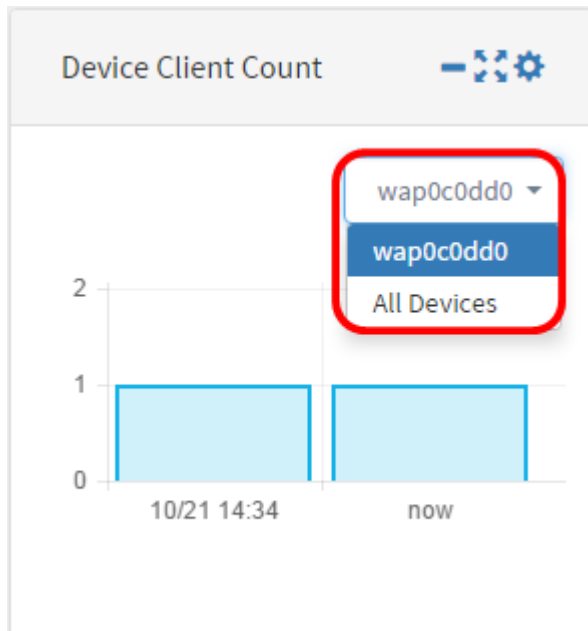 Device Client Count
wap0c0dd0
wap0c0dd0
All Devices
2
1
0
10/21 14:34
now